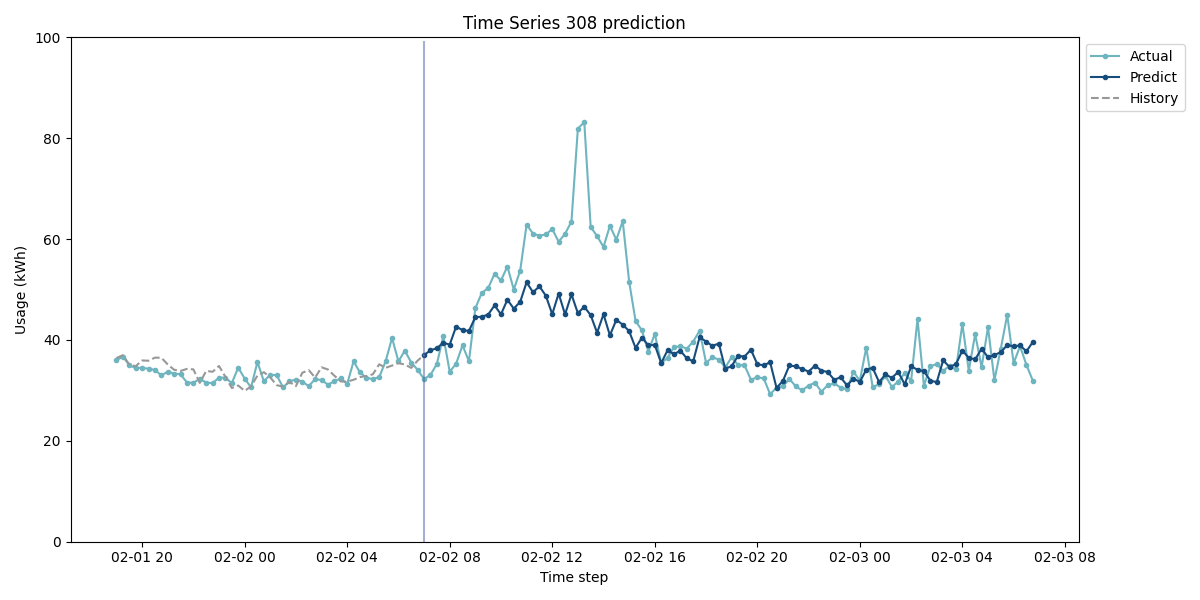 Time Series 308 prediction
100
80
60
40
20
0
Usage (kWh)
02-01 20
02-02 00
02-02 04
02-02 08
02-02 12
02-02 16
02-02 20
02-03 00
02-03 04
02-03 08
Time step
Actual
Predict
History